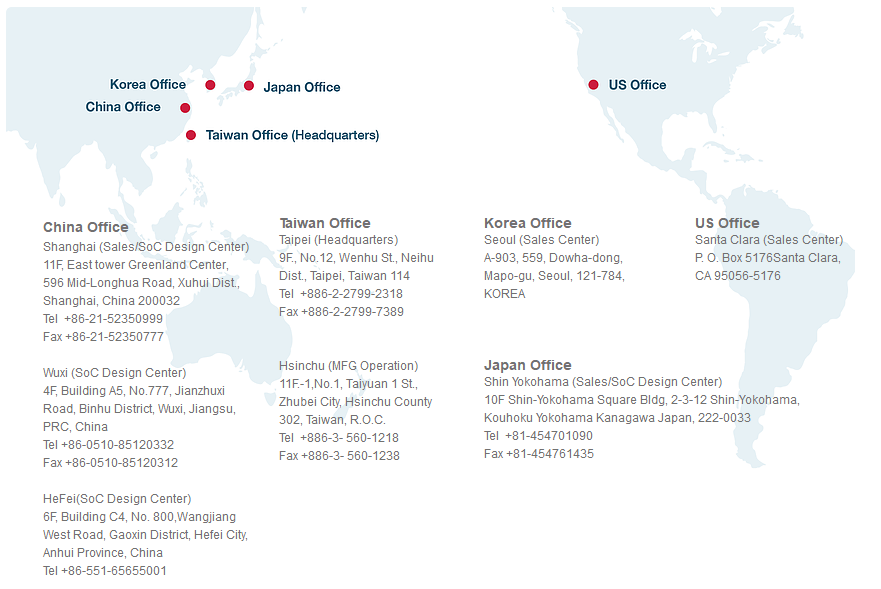 Korea Office
Japan Office
US Office
China Office
Taiwan Office (Headquarters)
China Office
Shanghai (Sales/SoC Design Center)
11F, East tower Greenland Center,
596 Mid-Longhua Road, Xuhui Dist.,
Shanghai, China 200032
Tel +86-21-52350999
Fax +86-21-52350777
Wuxi (SoC Design Center)
4F, Building A5, No.777, Jianzhuxi
Road, Binhu District, Wuxi, Jiangsu,
PRC, China
Tel +86-0510-85120332
Fax +86-0510-85120312
HeFei(SoC Design Center)
6F, Building C4, No. 800,Wangjiang
West Road, Gaoxin District, Hefei City,
Anhui Province, China
Tel +86-551-65655001
Taiwan Office
Taipei (Headquarters)
9F., No.12, Wenhu St., Neihu
Dist., Taipei, Taiwan 114
Tel +886-2-2799-2318
Fax +886-2-2799-7389
Hsinchu (MFG Operation)
11F.-1,No.1, Taiyuan 1 St.,
Zhubei City, Hsinchu County
302, Taiwan, R.O.C.
Tel +886-3- 560-1218
Fax +886-3- 560-1238
Korea Office
Seoul (Sales Center)
A-903, 559, Dowha-dong,
Mapo-gu, Seoul, 121-784,
KOREA
Japan Office
Shin Yokohama (Sales/SoC Design Center)
10F Shin-Yokohama Square Bldg, 2-3-12 Shin-Yokohama,
Kouhoku Yokohama Kanagawa Japan, 222-0033
Tel +81-454701090
Fax +81-454761435
US Office
Santa Clara (Sales Center)
P. O. Box 5176Santa Clara,
CA 95056-5176